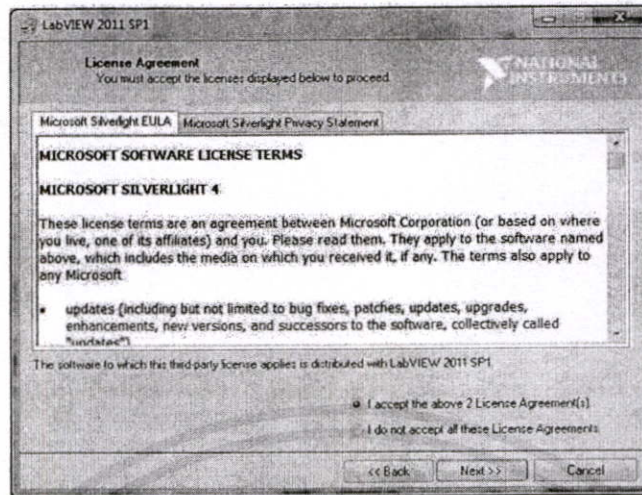 LabVIEW 2011 SP1
License Agreement
You must accept the licenses displayed below to proceed.
NATIONAL
INSTRUMENTS
Microsoft Silverlight EULA Microsoft Silverlight Privacy Statement
MICROSOFT SOFTWARE LICENSE TERMS
MICROSOFT SILVERLIGHT 4
These license terms are an agreement between Microsoft Corporation (or based on where
you live, one of its affiliates) and you. Please read them. They apply to the software named
above, which includes the media on which you received it, if any. The terms also apply to
any Microsoft
• updates (including but not limited to bug fixes, patches, updates, upgrades,
enhancements, new versions, and successors to the software, collectively called
"updates")
The software to which this third-party license applies is distributed with LabVIEW 2011 SP1.
I accept the above 2 License Agreement(s).
I do not accept all these License Agreements.
<< Back Next >> Cancel